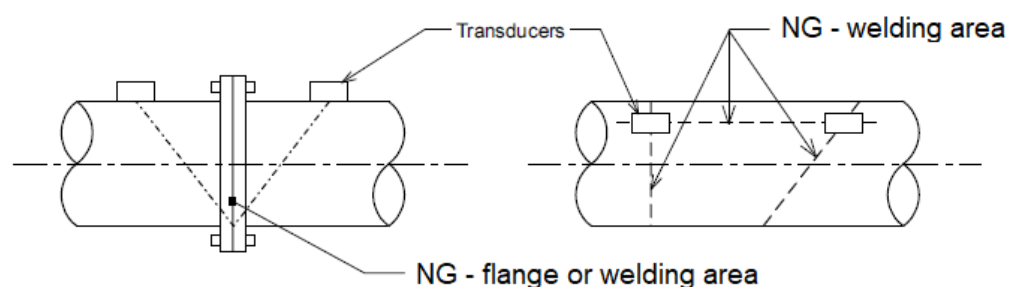 Transducers
NG - welding area
NG - flange or welding area